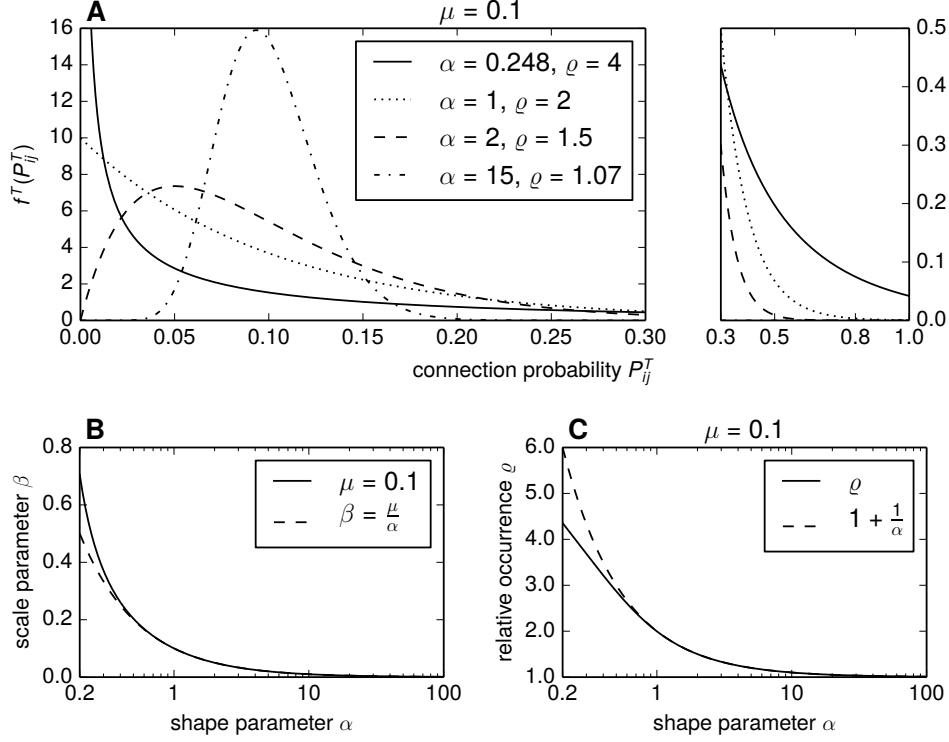 A
μ = 0.1
16
14
12
10
8
6
4
2
0
f^T(P_ij^T)
α = 0.248, ϱ = 4
α = 1, ϱ = 2
α = 2, ϱ = 1.5
α = 15, ϱ = 1.07
0.00 0.05 0.10 0.15 0.20 0.25 0.30
0.5
0.4
0.3
0.2
0.1
0.0
0.3 0.5 0.8 1.0
connection probability P_ij^T
B
0.8
0.6
0.4
0.2
0.0
scale parameter β
μ = 0.1
β = μ/α
0.2 1 10 100
shape parameter α
C
μ = 0.1
6.0
5.0
4.0
3.0
2.0
1.0
relative occurrence ϱ
ϱ
1 + 1/α
0.2 1 10 100
shape parameter α